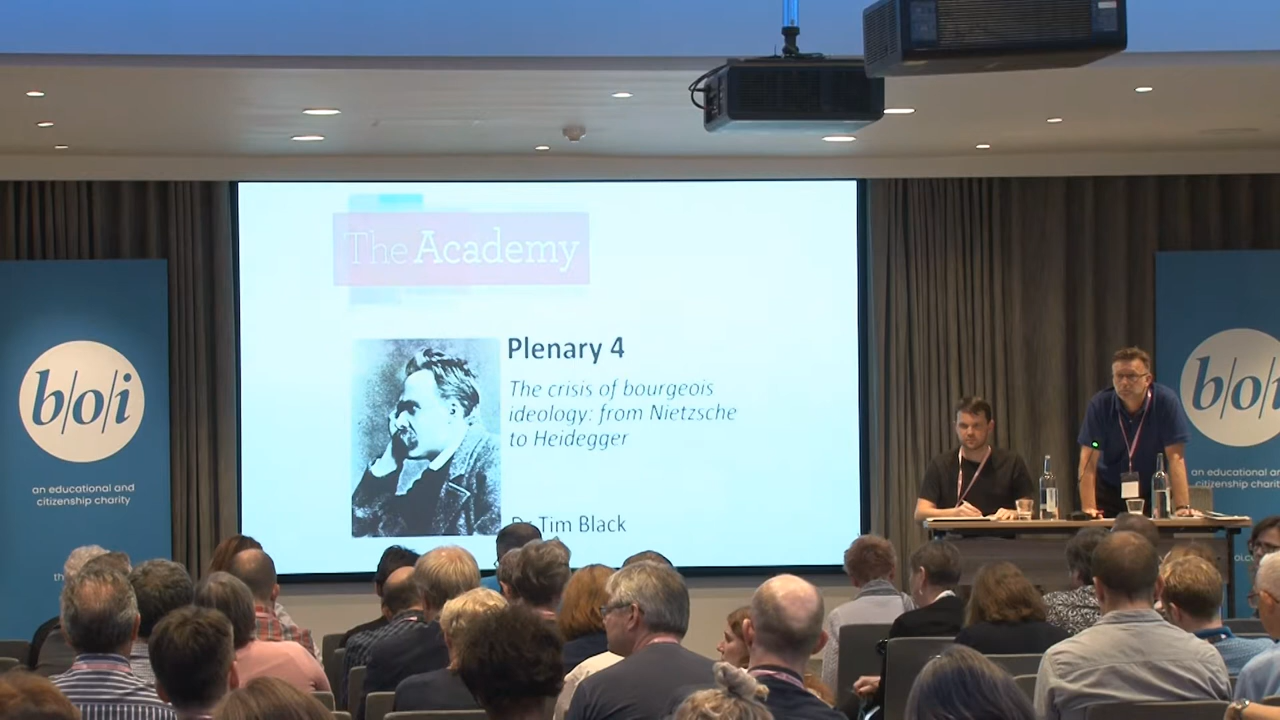 The Academy
Plenary 4
The crisis of bourgeois
ideology: from Nietzsche
to Heidegger
Dr Tim Black
b/o/i
an educational and
citizenship charity
b/o/i
an educational and
citizenship charity